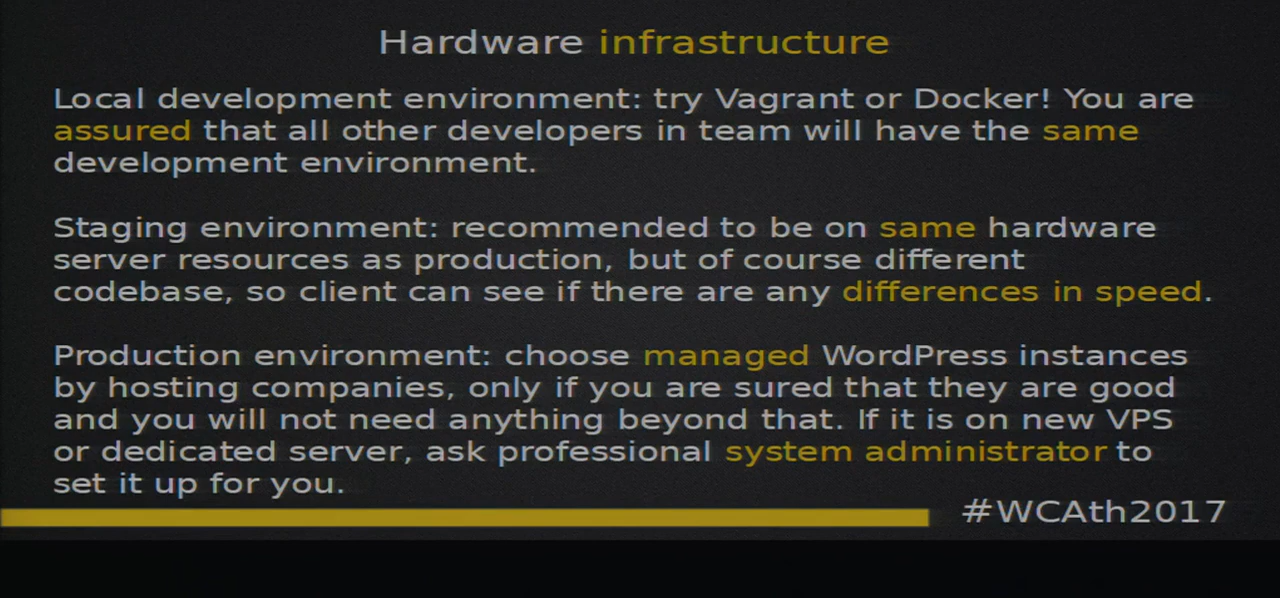 Hardware infrastructure
Local development environment: try Vagrant or Docker! You are
assured that all other developers in team will have the same
development environment.
Staging environment: recommended to be on same hardware
server resources as production, but of course different
codebase, so client can see if there are any differences in speed.
Production environment: choose managed WordPress instances
by hosting companies, only if you are sured that they are good
and you will not need anything beyond that. If it is on new VPS
or dedicated server, ask professional system administrator to
set it up for you.
#WCAth2017